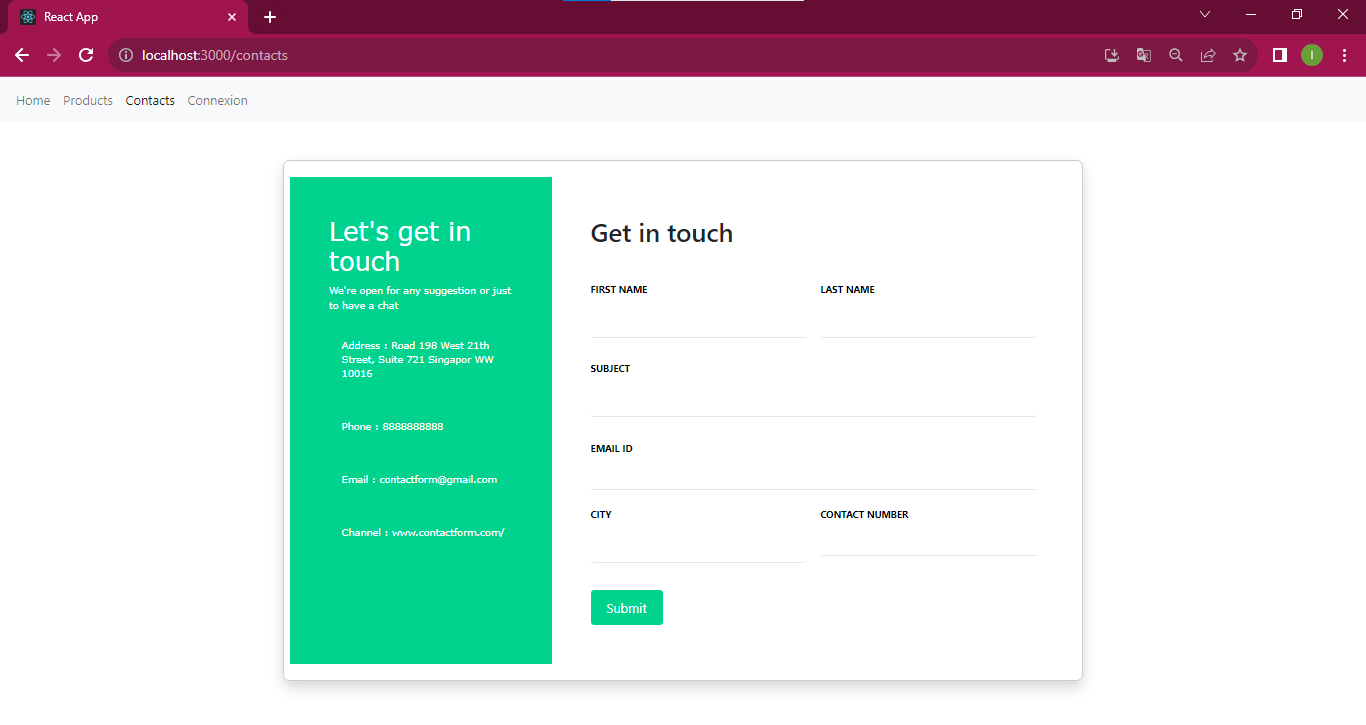 React App
localhost:3000/contacts
I
Home Products Contacts Connexion
Let's get in
touch
We're open for any suggestion or just
to have a chat
Address : Road 198 West 21th
Street, Suite 721 Singapor WW
10016
Phone : 8888888888
Email : contactform@gmail.com
Channel : www.contactform.com/
Get in touch
FIRST NAME LAST NAME
SUBJECT
EMAIL ID
CITY CONTACT NUMBER
Submit